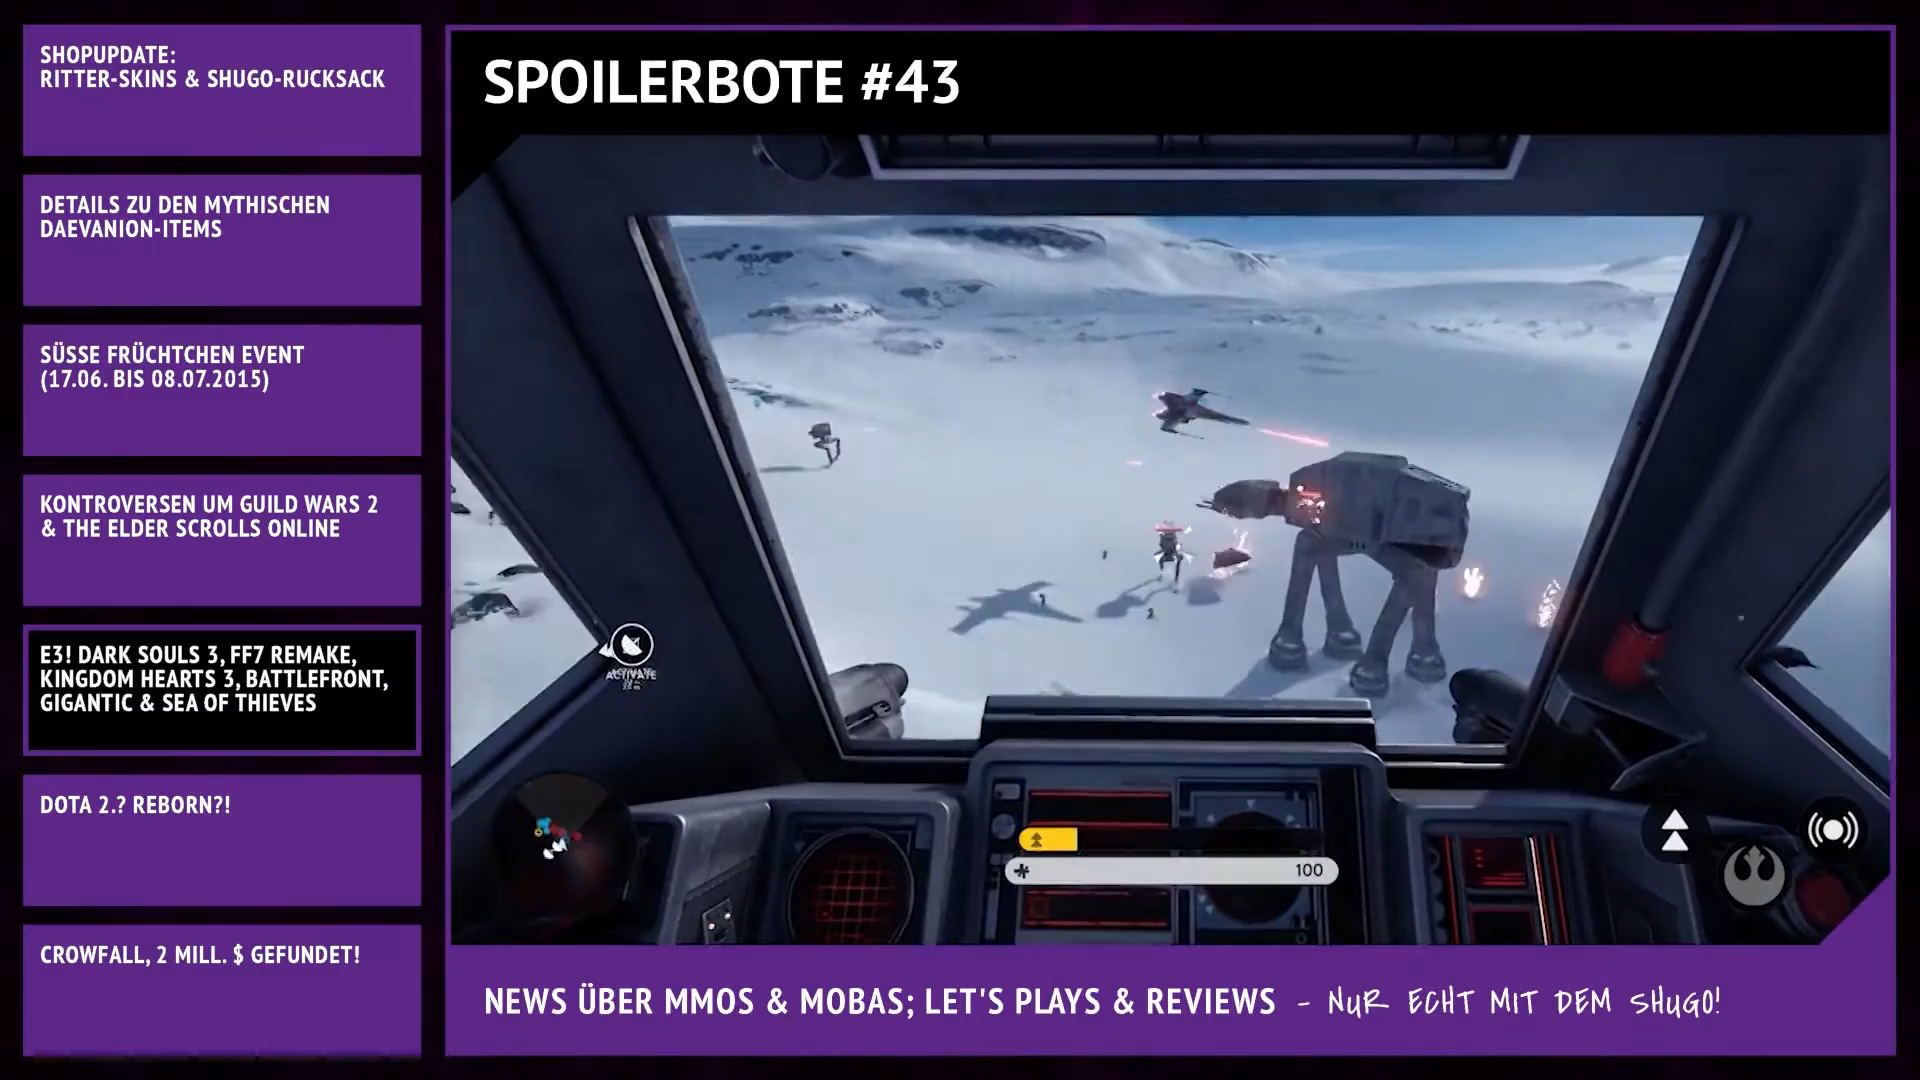 SHOPUPDATE:
RITTER-SKINS & SHUGO-RUCKSACK
DETAILS ZU DEN MYTHISCHEN
DAEVANION-ITEMS
SÜSSE FRÜCHTCHEN EVENT
(17.06. BIS 08.07.2015)
KONTROVERSEN UM GUILD WARS 2
& THE ELDER SCROLLS ONLINE
E3! DARK SOULS 3, FF7 REMAKE,
KINGDOM HEARTS 3, BATTLEFRONT,
GIGANTIC & SEA OF THIEVES
DOTA 2.? REBORN?!
CROWFALL, 2 MILL. $ GEFUNDET!
SPOILERBOTE #43
ACTIVATE
100
NEWS ÜBER MMOS & MOBAS; LET'S PLAYS & REVIEWS - NUR ECHT MIT DEM SHUGO!